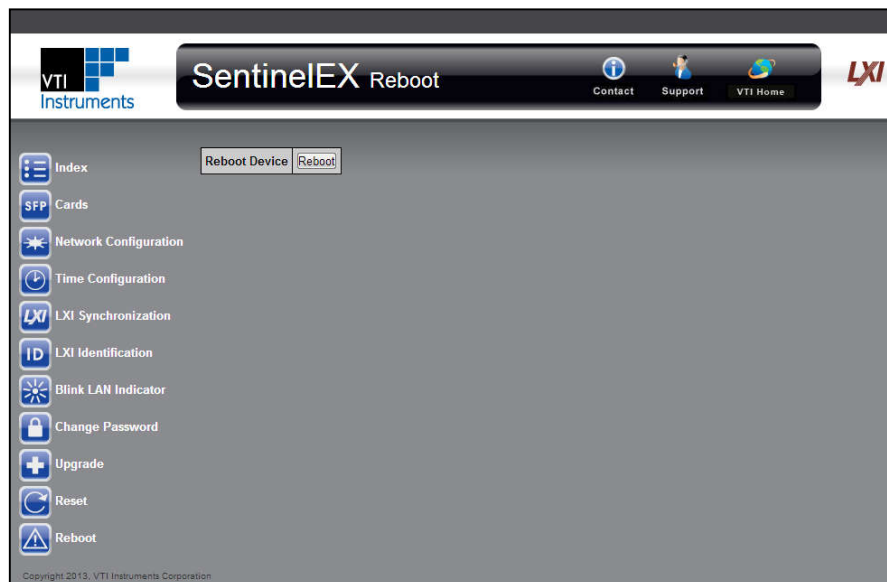 VTI
Instruments
SentinelEX Reboot
Contact
Support
VTI Home
LXI
Reboot Device
Reboot
Index
SFP
Cards
Network Configuration
Time Configuration
LXI
LXI Synchronization
ID
LXI Identification
Blink LAN Indicator
Change Password
Upgrade
Reset
Reboot
Copyright 2013, VTI Instruments Corporation